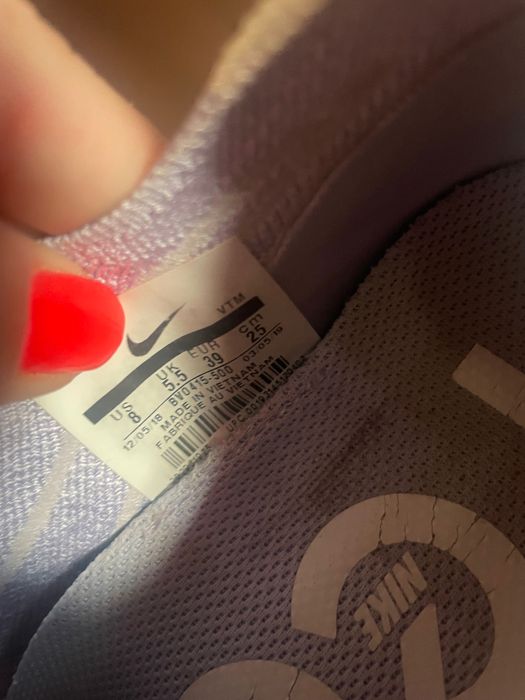 VTM
US UK EUR cm
8 5.5 39 25
12/05/18 BV0415-500 03/05/19
MADE IN VIETNAM
FABRIQUE AU VIETNAM
NIKE